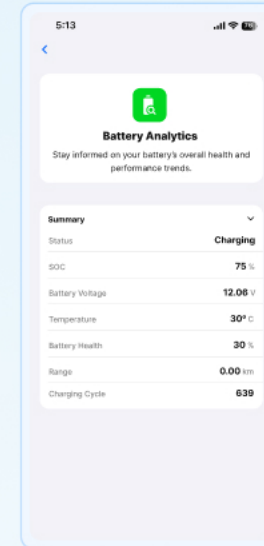 5:13
Battery Analytics
Stay informed on your battery's overall health and
performance trends.
Summary
Status Charging
SOC 75 %
Battery Voltage 12.06 V
Temperature 30° C
Battery Health 30 %
Range 0.00 km
Charging Cycle 639